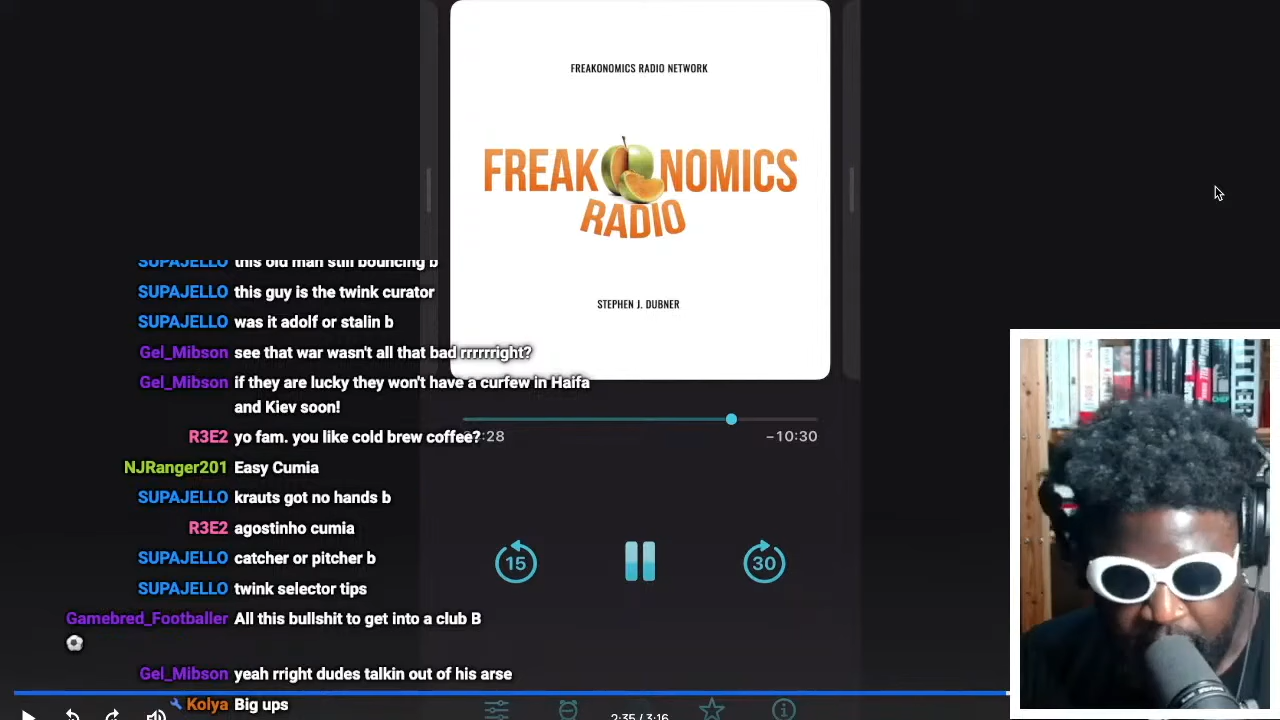 FREAKONOMICS RADIO NETWORK
FREAKONOMICS
RADIO
STEPHEN J. DUBNER
SUPAJELLO this old man still bouncing b
SUPAJELLO this guy is the twink curator
SUPAJELLO was it adolf or stalin b
Gel_Mibson see that war wasn't all that bad rrrrrright?
Gel_Mibson if they are lucky they won't have a curfew in Haifa
and Kiev soon!
R3E2 yo fam. you like cold brew coffee?
:28
−10:30
NJRanger201 Easy Cumia
SUPAJELLO krauts got no hands b
R3E2 agostinho cumia
SUPAJELLO catcher or pitcher b
15
30
SUPAJELLO twink selector tips
Gamebred_Footballer All this bullshit to get into a club B
Gel_Mibson yeah rright dudes talkin out of his arse
Kolya Big ups
2:35 / 3:16